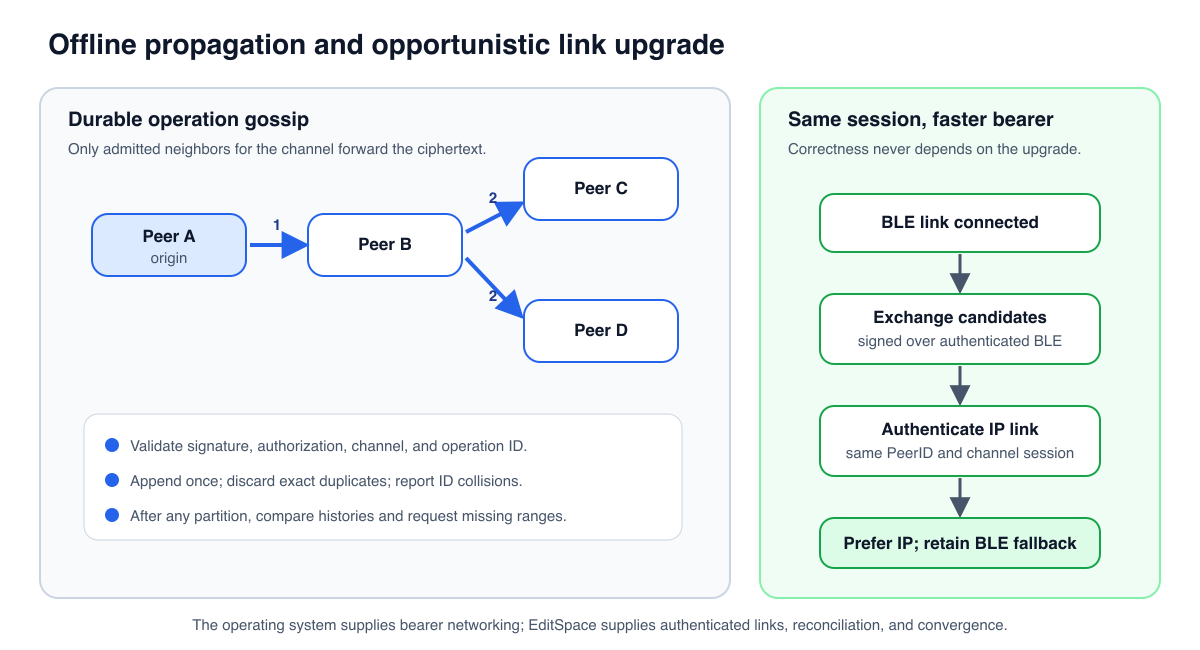 Offline propagation and opportunistic link upgrade
Durable operation gossip
Only admitted neighbors for the channel forward the ciphertext.
Peer A
origin
1
Peer B
2
Peer C
2
Peer D
Validate signature, authorization, channel, and operation ID.
Append once; discard exact duplicates; report ID collisions.
After any partition, compare histories and request missing ranges.
Same session, faster bearer
Correctness never depends on the upgrade.
BLE link connected
Exchange candidates
signed over authenticated BLE
Authenticate IP link
same PeerID and channel session
Prefer IP; retain BLE fallback
The operating system supplies bearer networking; EditSpace supplies authenticated links, reconciliation, and convergence.